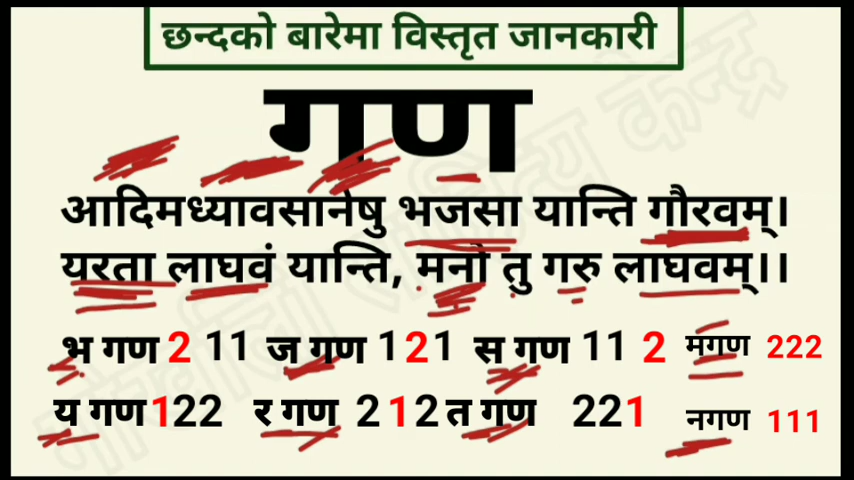 छन्दको बारेमा विस्तृत जानकारी
गण
आदिमध्यावसानेषु भजसा यान्ति गौरवम्।
यरता लाघवं यान्ति, मनौ तु गरु लाघवम्।।
भ गण 2 11 ज गण 121 स गण 11 2 मगण 222
य गण 122 र गण 212 त गण 221 नगण 111